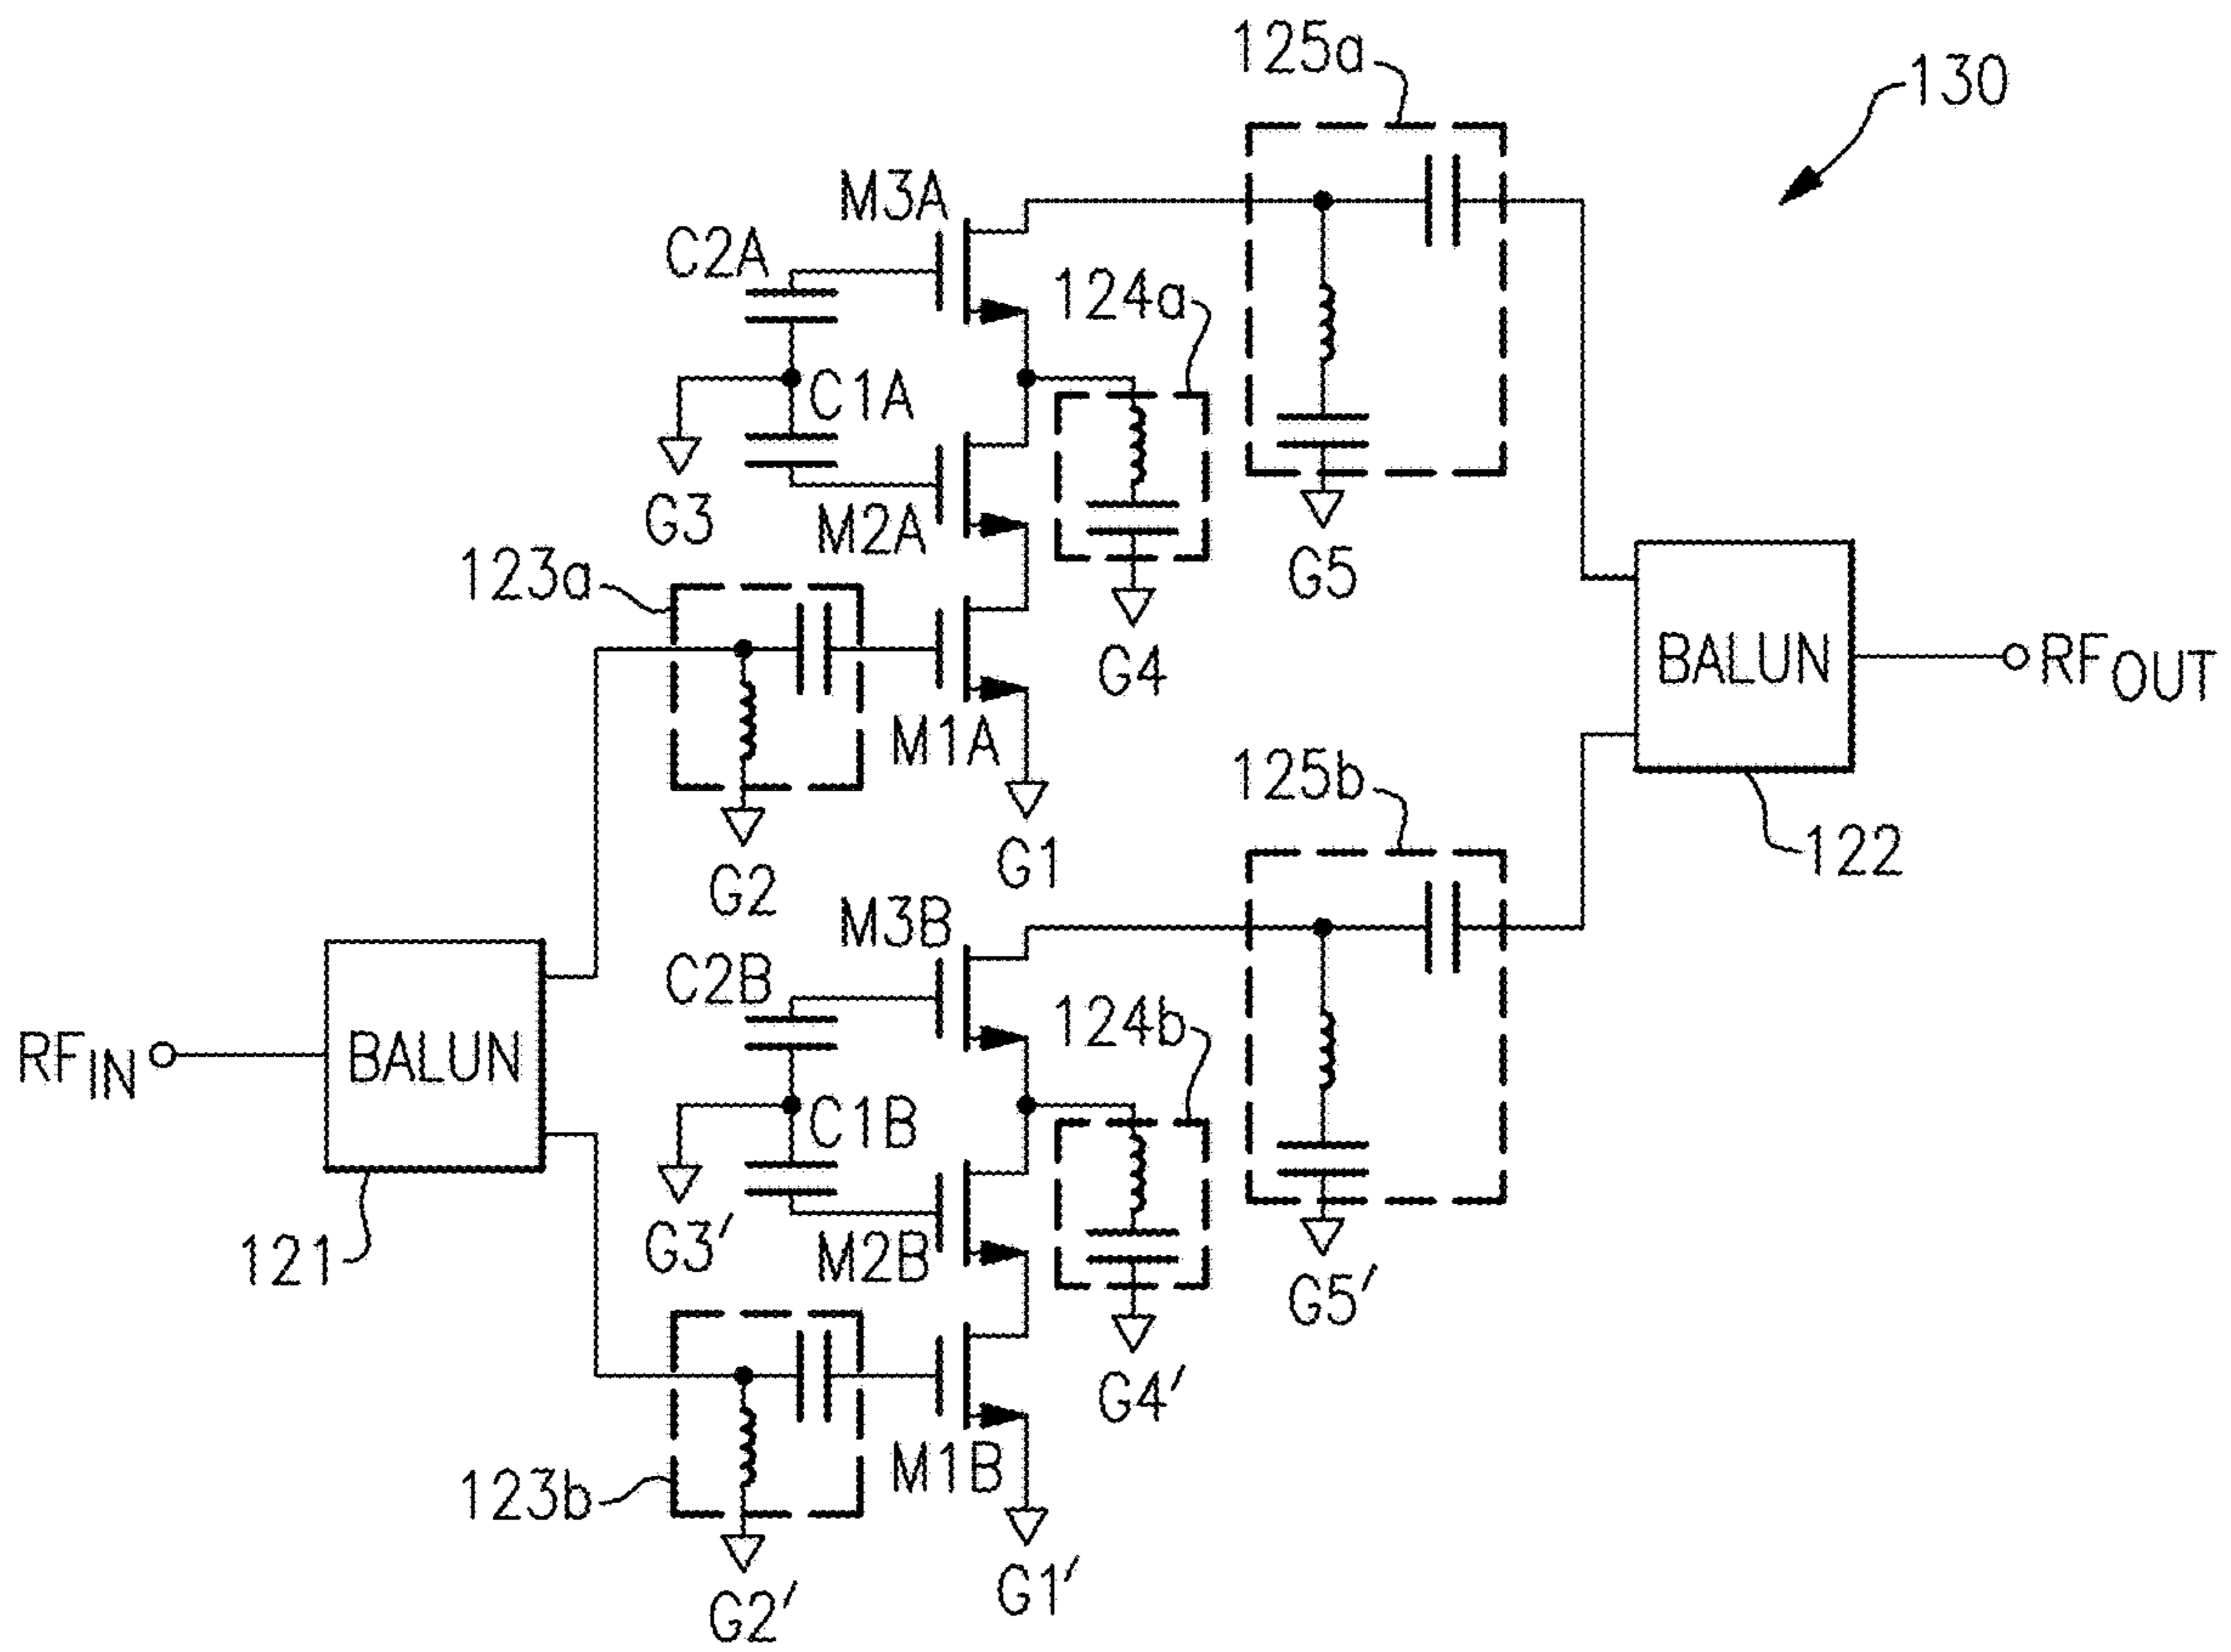 125a
130
M3A
C2A
124a
C1A
G3
M2A
G5
123a
G4
BALUN
RFOUT
M1A
125b
G1
122
G2
M3B
C2B
124b
RFIN
BALUN
C1B
G3′
M2B
121
G5′
G4′
M1B
123b
G1′
G2′